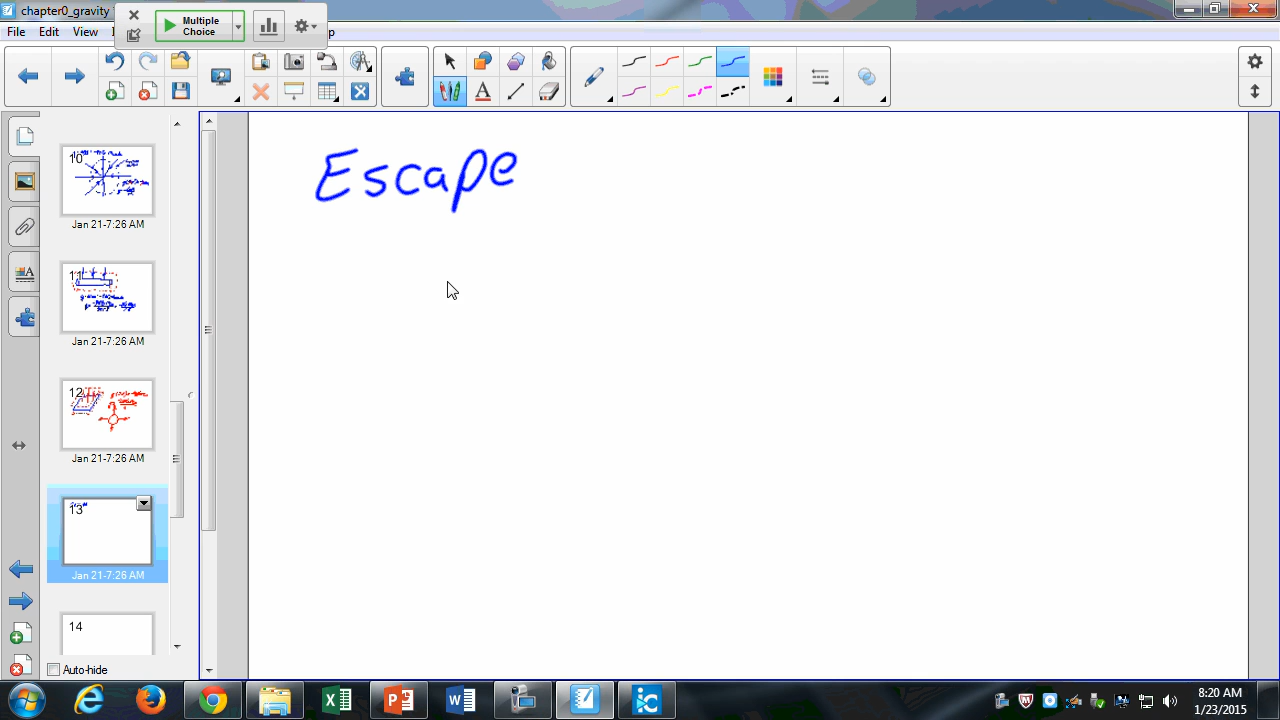 chapter0_gravity
Multiple
Choice
File Edit View
Escape
10
Jan 21-7:26 AM
11
Jan 21-7:26 AM
12
Jan 21-7:26 AM
13
Jan 21-7:26 AM
14
Auto-hide
8:20 AM
1/23/2015